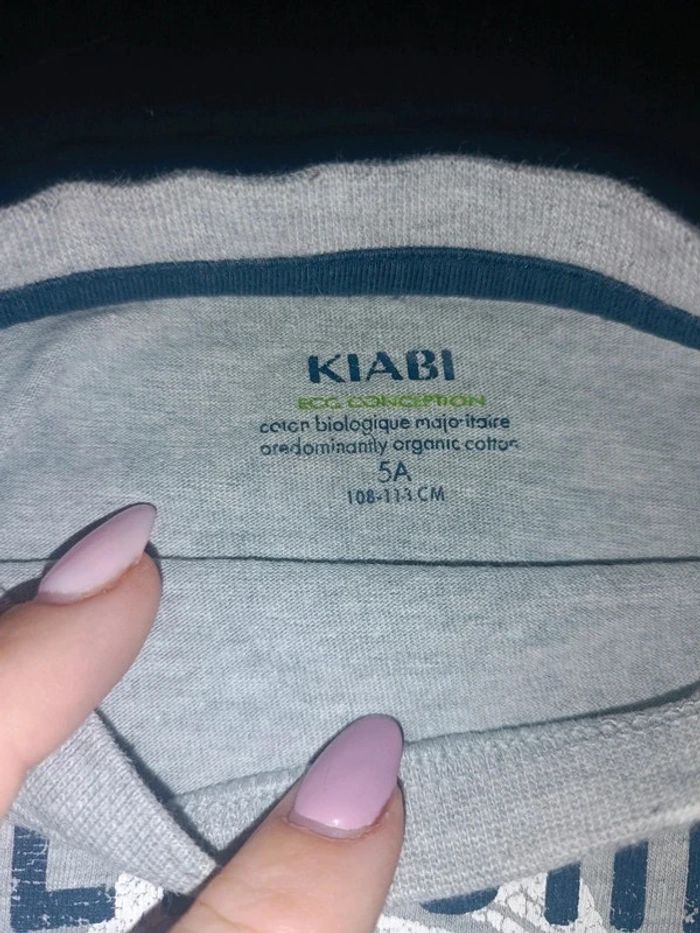 KIABI
ECO CONCEPTION
coton biologique majoritaire
predominantly organic cotton
5A
108-113 CM